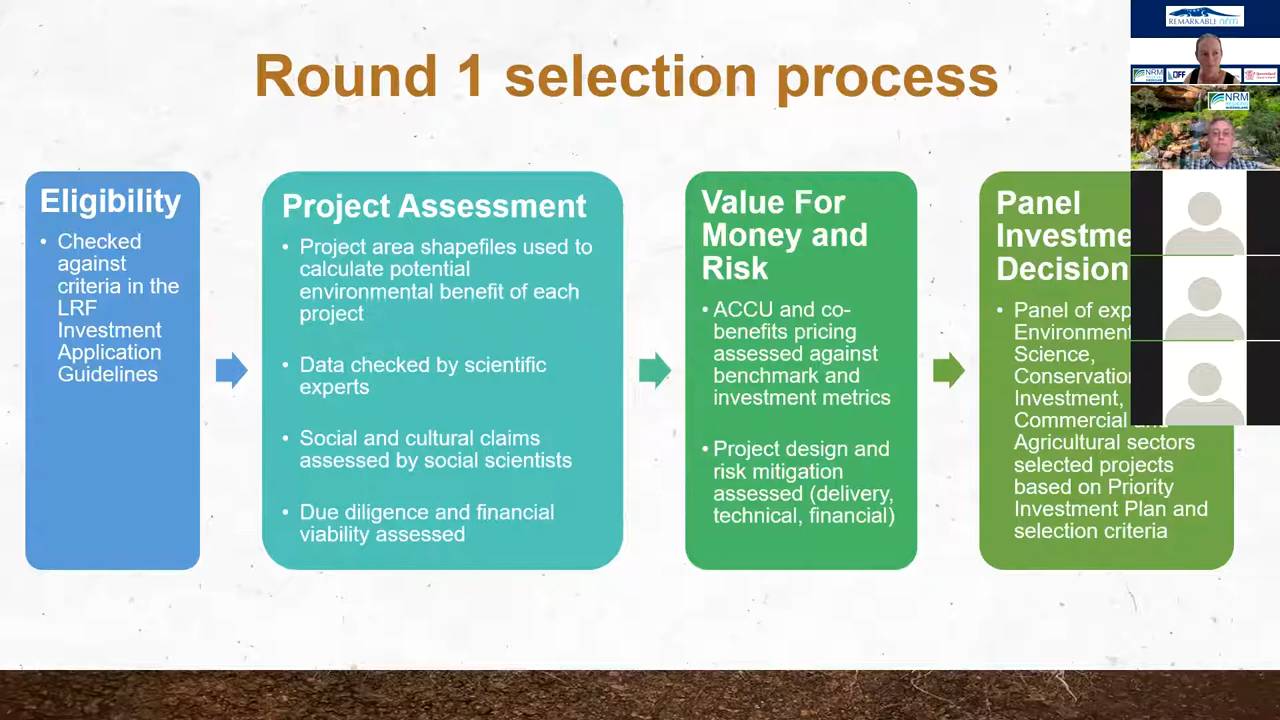 Round 1 selection process
Eligibility
• Checked
against
criteria in the
LRF
Investment
Application
Guidelines
Project Assessment
• Project area shapefiles used to
calculate potential
environmental benefit of each
project
• Data checked by scientific
experts
• Social and cultural claims
assessed by social scientists
• Due diligence and financial
viability assessed
Value For
Money and
Risk
• ACCU and co-
benefits pricing
assessed against
benchmark and
investment metrics
• Project design and
risk mitigation
assessed (delivery,
technical, financial)
Panel
Investme
Decision
• Panel of exp
Environment
Science,
Conservation
Investment,
Commercial and
Agricultural sectors
selected projects
based on Priority
Investment Plan and
selection criteria
REMARKABLE nrm
NRM
NRM